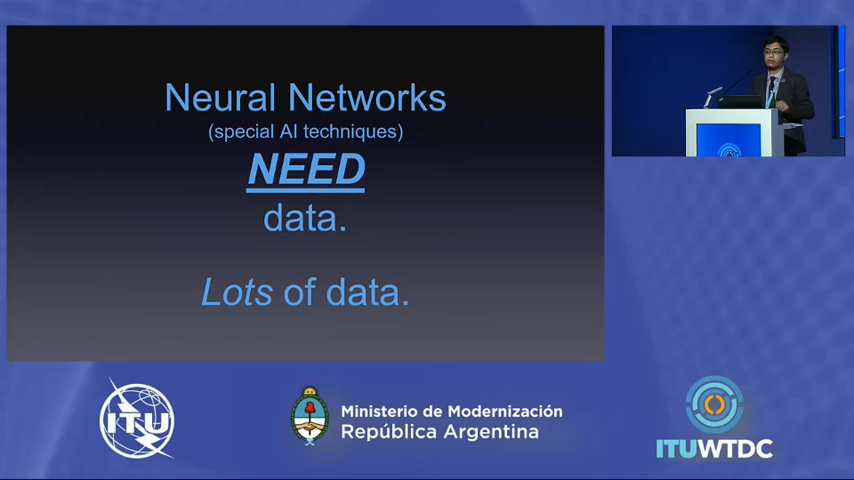 Neural Networks
(special AI techniques)
NEED
data.
Lots of data.
ITU
Ministerio de Modernización
República Argentina
ITUWTDC